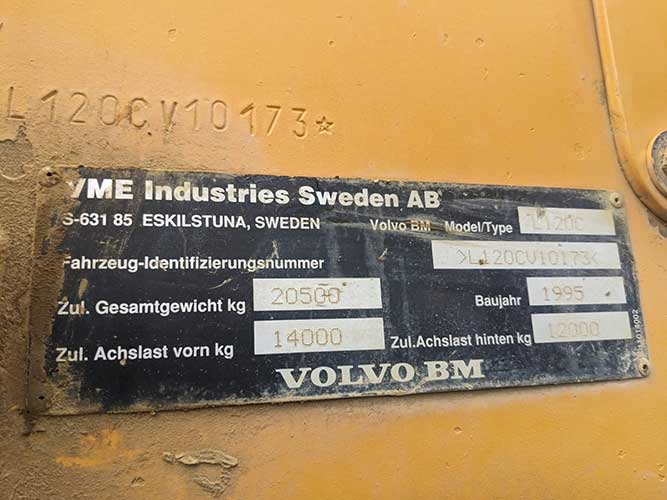 L120CV10173☆
VME Industries Sweden AB
S-631 85 ESKILSTUNA, SWEDEN Volvo BM Model/Type L120C
Fahrzeug-Identifizierungsnummer >L120CV10173<
Zul. Gesamtgewicht kg 20500 Baujahr 1995
Zul. Achslast vorn kg 14000 Zul.Achslast hinten kg 12000
VOLVO BM